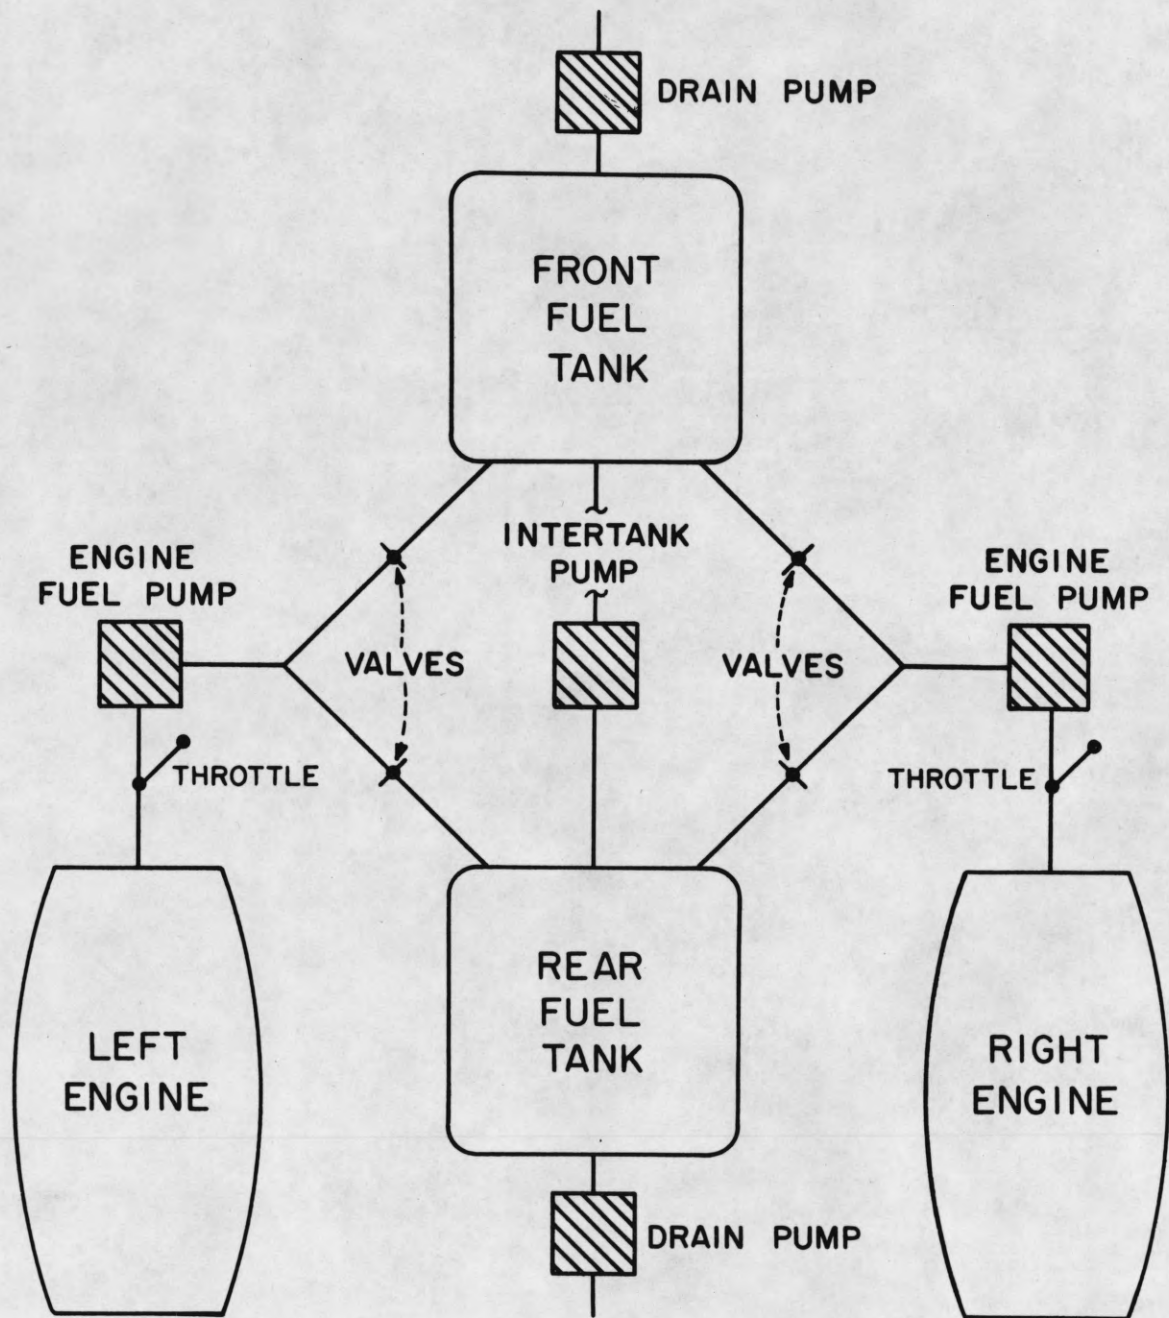 DRAIN PUMP
FRONT
FUEL
TANK
INTERTANK
PUMP
ENGINE
FUEL PUMP
ENGINE
FUEL PUMP
VALVES
VALVES
THROTTLE
THROTTLE
REAR
FUEL
TANK
LEFT
ENGINE
RIGHT
ENGINE
DRAIN PUMP